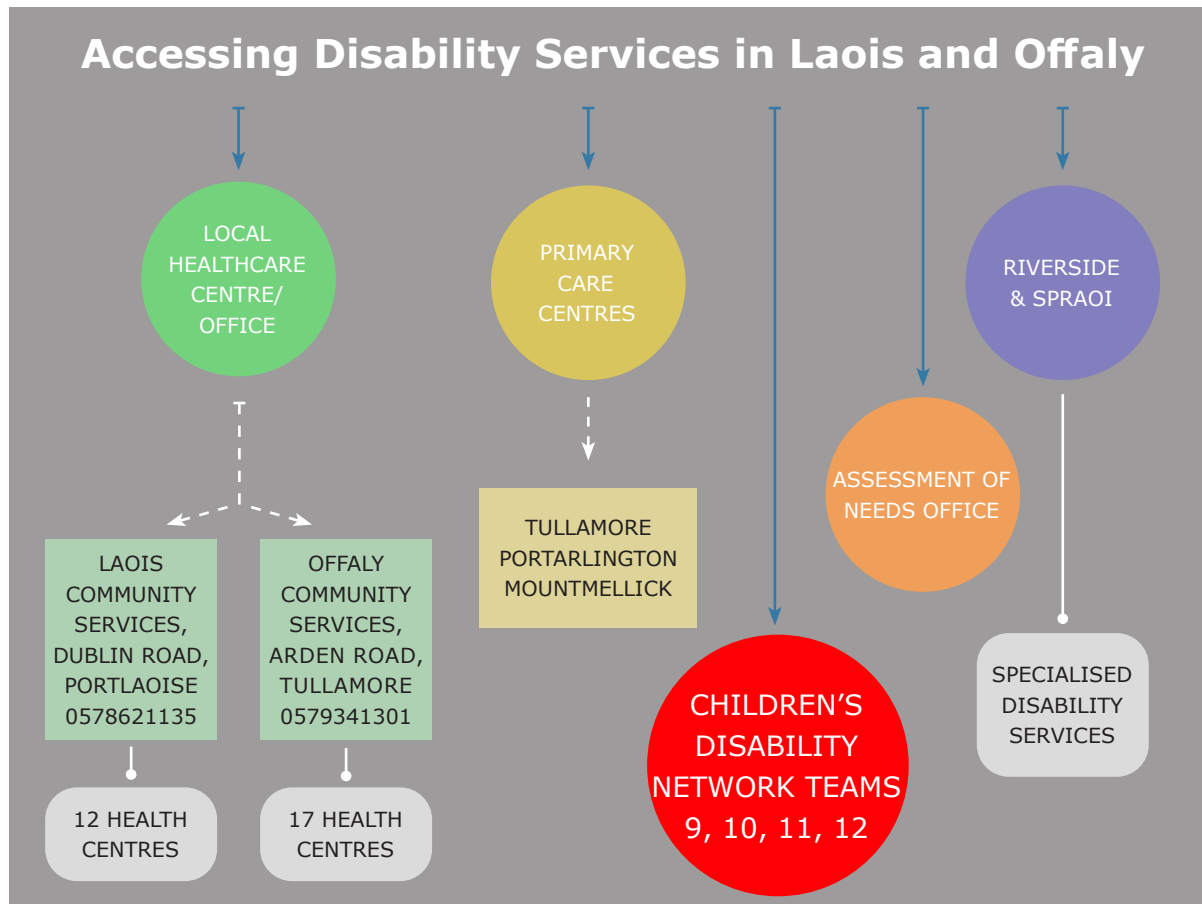 Accessing Disability Services in Laois and Offaly
LOCAL
HEALTHCARE
CENTRE/
OFFICE
PRIMARY
CARE
CENTRES
RIVERSIDE
& SPRAOI
ASSESSMENT OF
NEEDS OFFICE
LAOIS
COMMUNITY
SERVICES,
DUBLIN ROAD,
PORTLAOISE
0578621135
OFFALY
COMMUNITY
SERVICES,
ARDEN ROAD,
TULLAMORE
0579341301
TULLAMORE
PORTARLINGTON
MOUNTMELLICK
CHILDREN’S
DISABILITY
NETWORK TEAMS
9, 10, 11, 12
SPECIALISED
DISABILITY
SERVICES
12 HEALTH
CENTRES
17 HEALTH
CENTRES